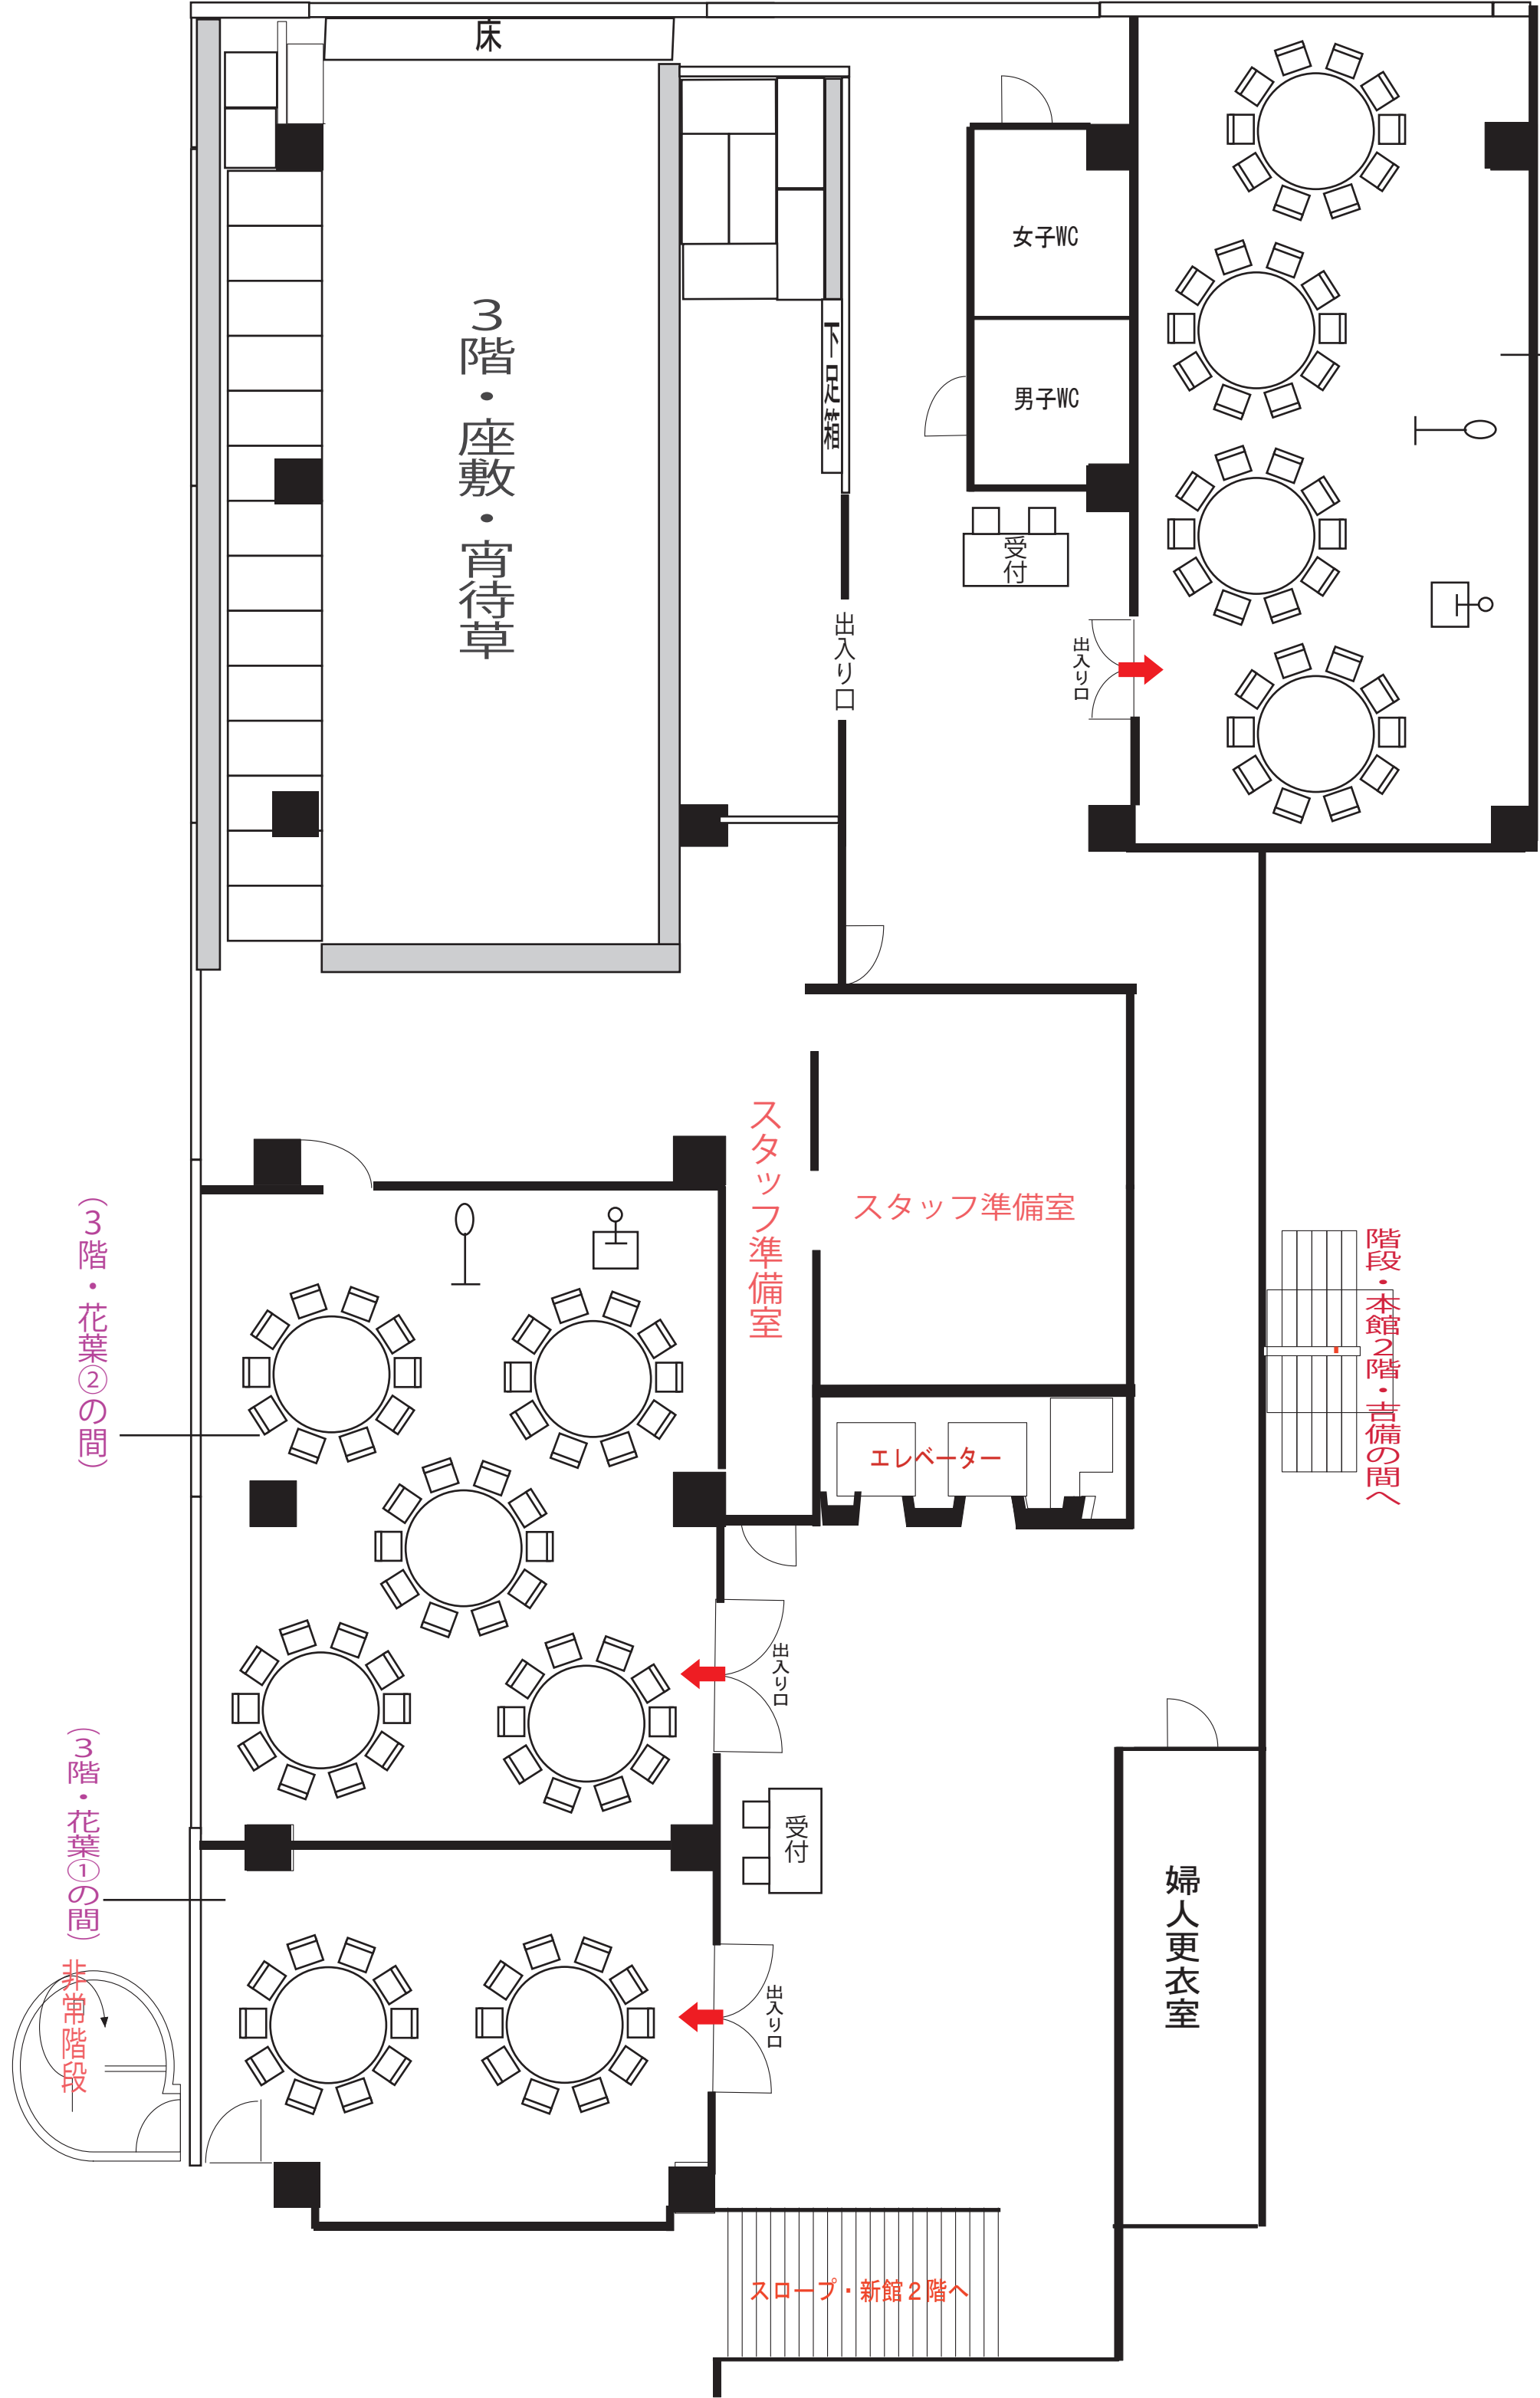 床
3階・座敷・宵待草
下足箱
女子WC
男子WC
受付
出入り口
出入り口
スタッフ準備室
スタッフ準備室
(3階・花葉②の間)
階段・本館2階・吉備の間へ
エレベーター
出入り口
(3階・花葉①の間)
受付
婦人更衣室
非常階段
出入り口
スロープ・新館2階へ